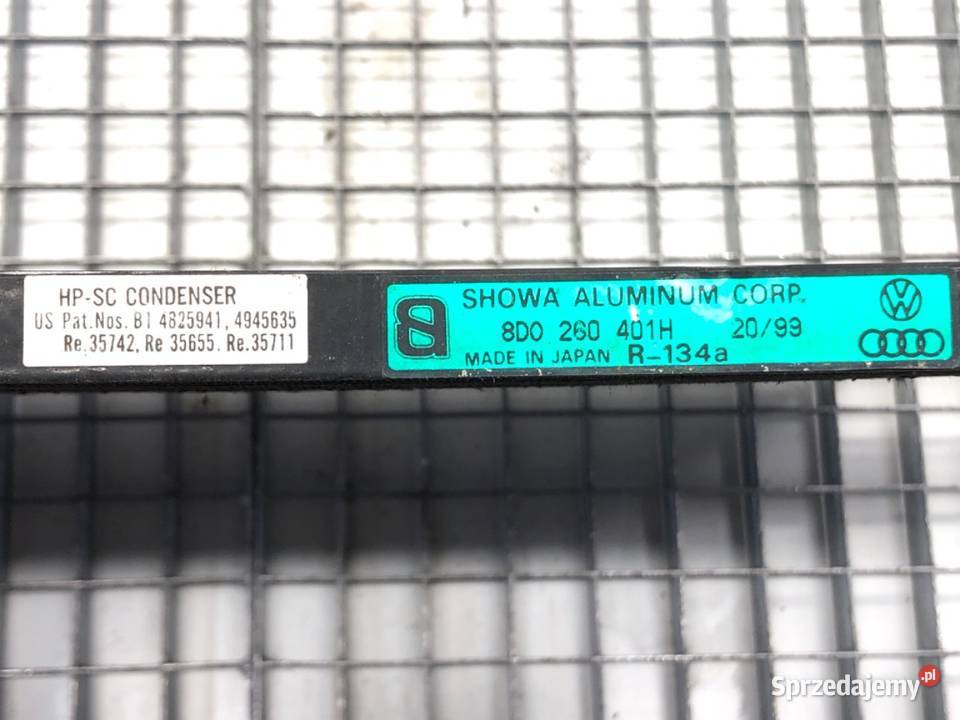 HP-SC CONDENSER
US Pat.Nos. B1 4825941, 4945635
Re.35742, Re 35655. Re.35711
SHOWA ALUMINUM CORP.
8D0 260 401H 20/99
MADE IN JAPAN R-134a
Sprzedajemy.pl